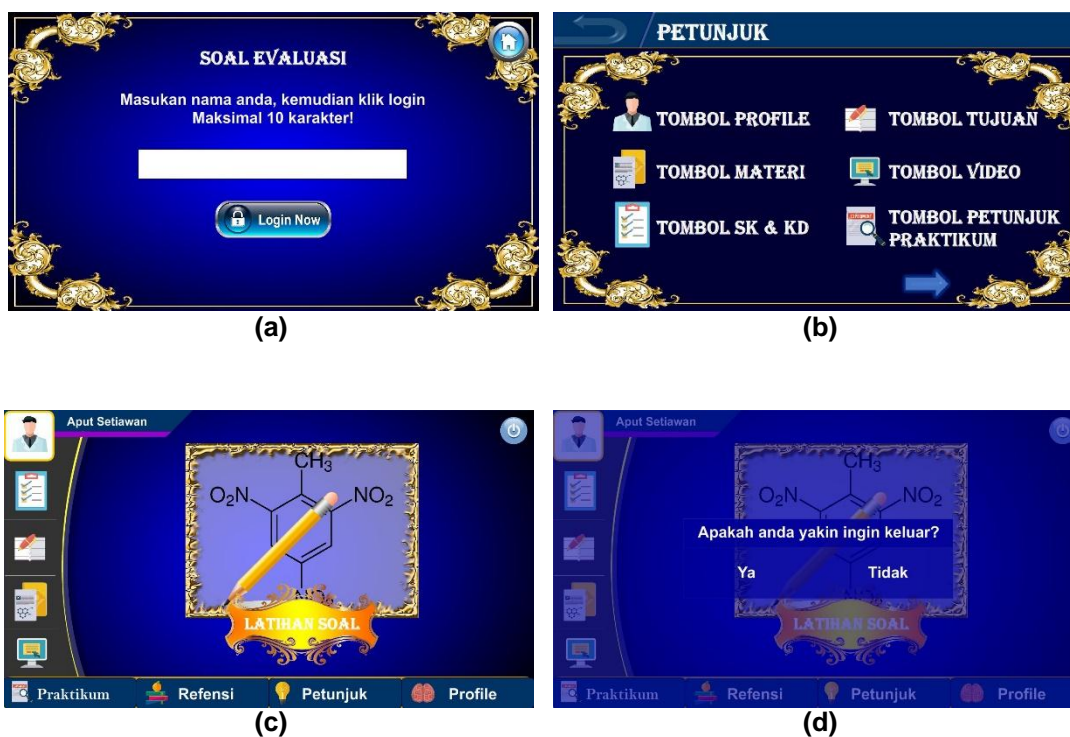 SOAL EVALUASI
Masukan nama anda, kemudian klik login
Maksimal 10 karakter!
Login Now
(a)
PETUNJUK
TOMBOL PROFILE
TOMBOL TUJUAN
TOMBOL MATERI
TOMBOL VIDEO
TOMBOL SK & KD
TOMBOL PETUNJUK
PRAKTIKUM
(b)
Aput Setiawan
CH3
O2N
NO2
LATIHAN SOAL
Praktikum
Refensi
Petunjuk
Profile
(c)
Aput Setiawan
CH3
O2N
NO2
Apakah anda yakin ingin keluar?
Ya
Tidak
LATIHAN SOAL
Praktikum
Refensi
Petunjuk
Profile
(d)